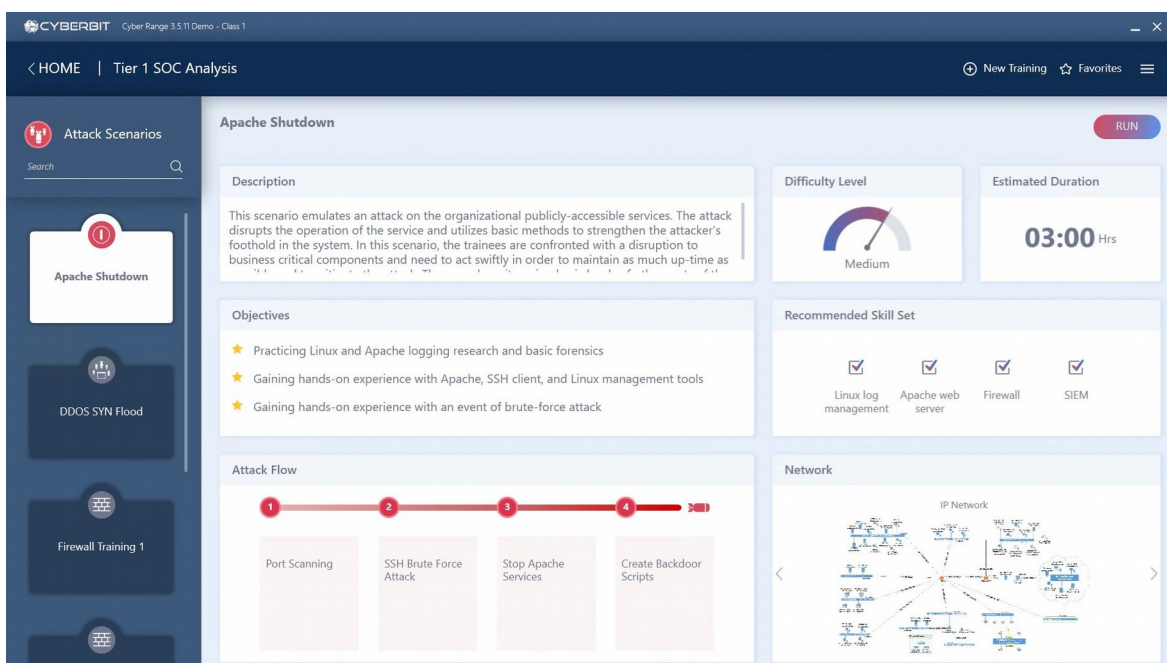 CYBERBIT Cyber Range 3.5.11 Demo - Class 1
< HOME | Tier 1 SOC Analysis
New Training Favorites
Attack Scenarios
Search
Apache Shutdown
DDOS SYN Flood
Firewall Training 1
Apache Shutdown
RUN
Description
This scenario emulates an attack on the organizational publicly-accessible services. The attack
disrupts the operation of the service and utilizes basic methods to strengthen the attacker's
foothold in the system. In this scenario, the trainees are confronted with a disruption to
business critical components and need to act swiftly in order to maintain as much up-time as
Difficulty Level
Medium
Estimated Duration
03:00 Hrs
Objectives
Practicing Linux and Apache logging research and basic forensics
Gaining hands-on experience with Apache, SSH client, and Linux management tools
Gaining hands-on experience with an event of brute-force attack
Recommended Skill Set
Linux log
management
Apache web
server
Firewall
SIEM
Attack Flow
1 2 3 4
Port Scanning
SSH Brute Force
Attack
Stop Apache
Services
Create Backdoor
Scripts
Network
IP Network